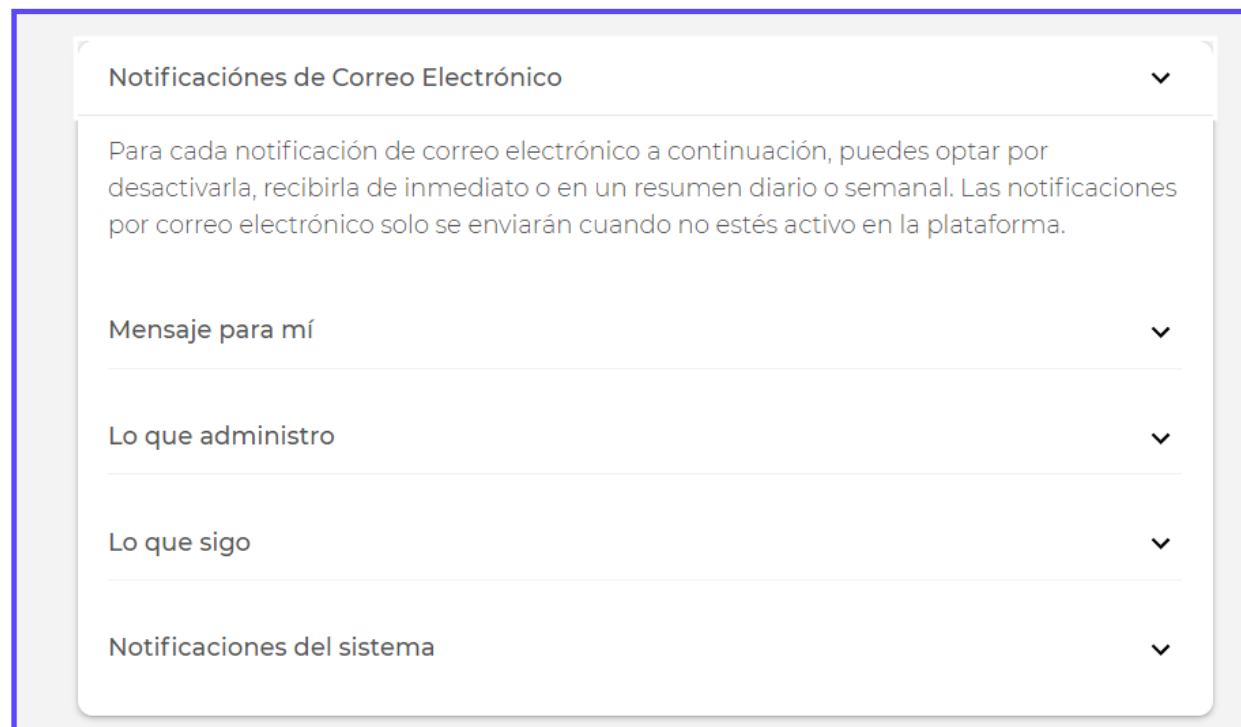 Notificaciónes de Correo Electrónico
Para cada notificación de correo electrónico a continuación, puedes optar por
desactivarla, recibirla de inmediato o en un resumen diario o semanal. Las notificaciones
por correo electrónico solo se enviarán cuando no estés activo en la plataforma.
Mensaje para mí
Lo que administro
Lo que sigo
Notificaciones del sistema